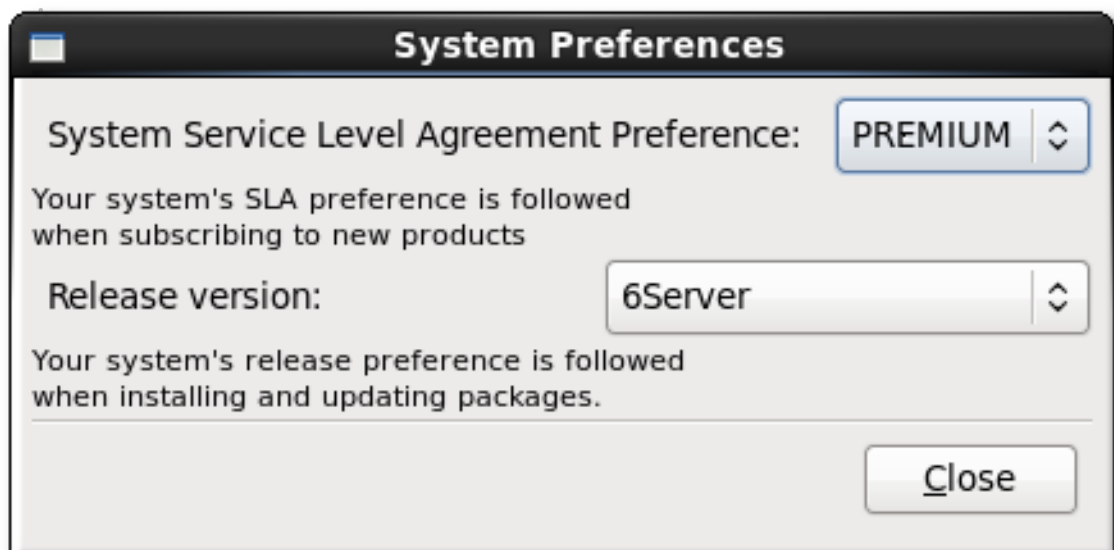 System Preferences
System Service Level Agreement Preference: PREMIUM
Your system's SLA preference is followed
when subscribing to new products
Release version: 6Server
Your system's release preference is followed
when installing and updating packages.
Close